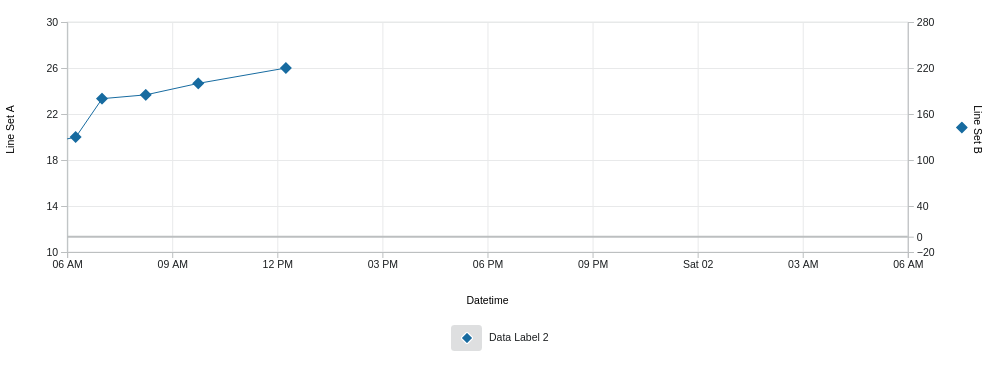 30
26
22
18
14
10
Line Set A
280
220
160
100
40
0
−20
Line Set B
06 AM 09 AM 12 PM 03 PM 06 PM 09 PM Sat 02 03 AM 06 AM
Datetime
Data Label 2